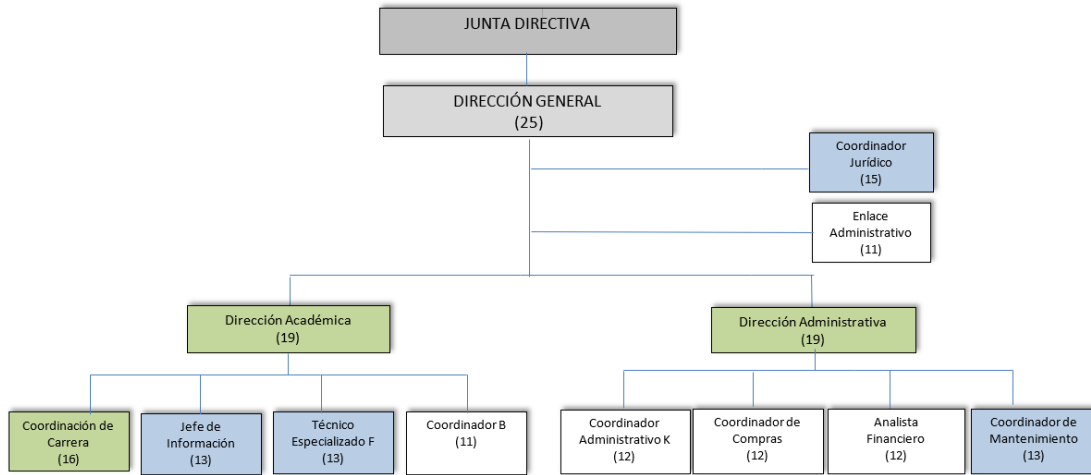 JUNTA DIRECTIVA
DIRECCIÓN GENERAL
(25)
Coordinador
Jurídico
(15)
Enlace
Administrativo
(11)
Dirección Académica
(19)
Dirección Administrativa
(19)
Coordinación de
Carrera
(16)
Jefe de
Información
(13)
Técnico
Especializado F
(13)
Coordinador B
(11)
Coordinador
Administrativo K
(12)
Coordinador de
Compras
(12)
Analista
Financiero
(12)
Coordinador de
Mantenimiento
(13)